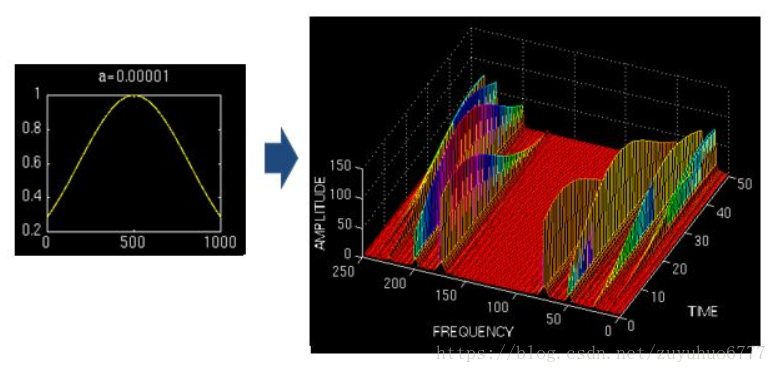 a=0.00001
1
0.8
0.6
0.4
0.2
0 500 1000
AMPLITUDE
150
100
50
0
250 200 150 100 50 0
FREQUENCY
50
40
30
20
10
0
TIME
https://blog.csdn.net/zuyuhuo6777